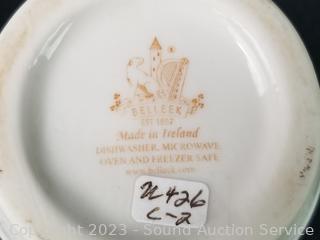 BELLEEK
EST 1857
Made in Ireland
DISHWASHER, MICROWAVE
OVEN AND FREEZER SAFE
www.belleek.com
N426
C-2
Copyright 2023 - Sound Auction Service